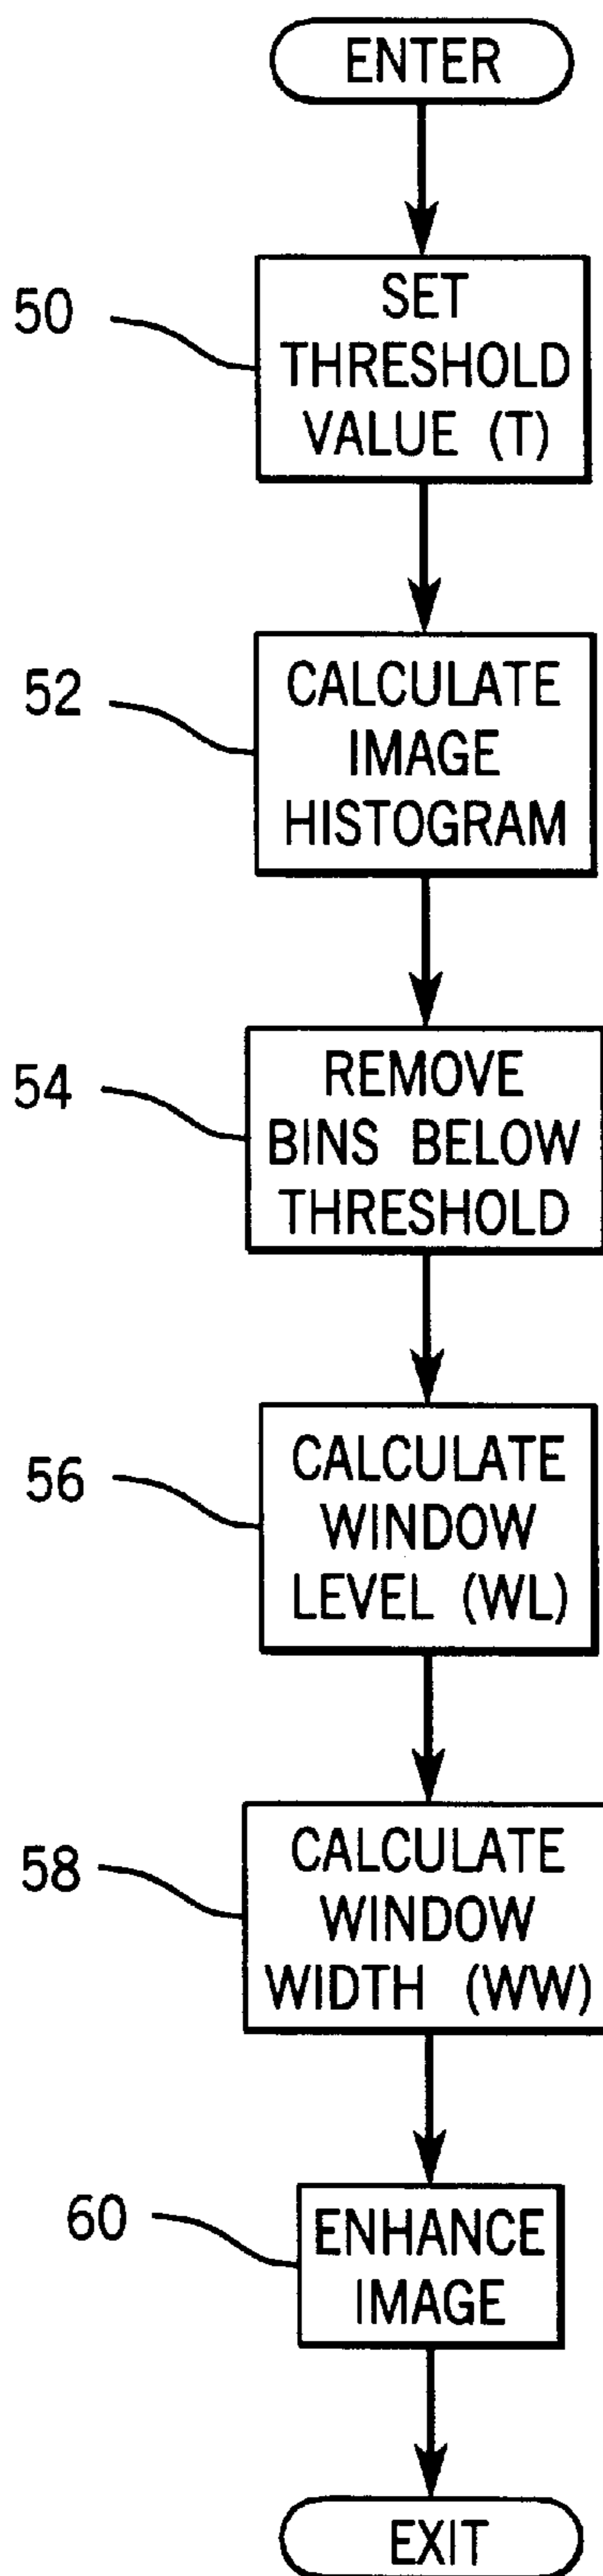 ENTER
50
SET
THRESHOLD
VALUE (T)
52
CALCULATE
IMAGE
HISTOGRAM
54
REMOVE
BINS BELOW
THRESHOLD
56
CALCULATE
WINDOW
LEVEL (WL)
58
CALCULATE
WINDOW
WIDTH (WW)
60
ENHANCE
IMAGE
EXIT